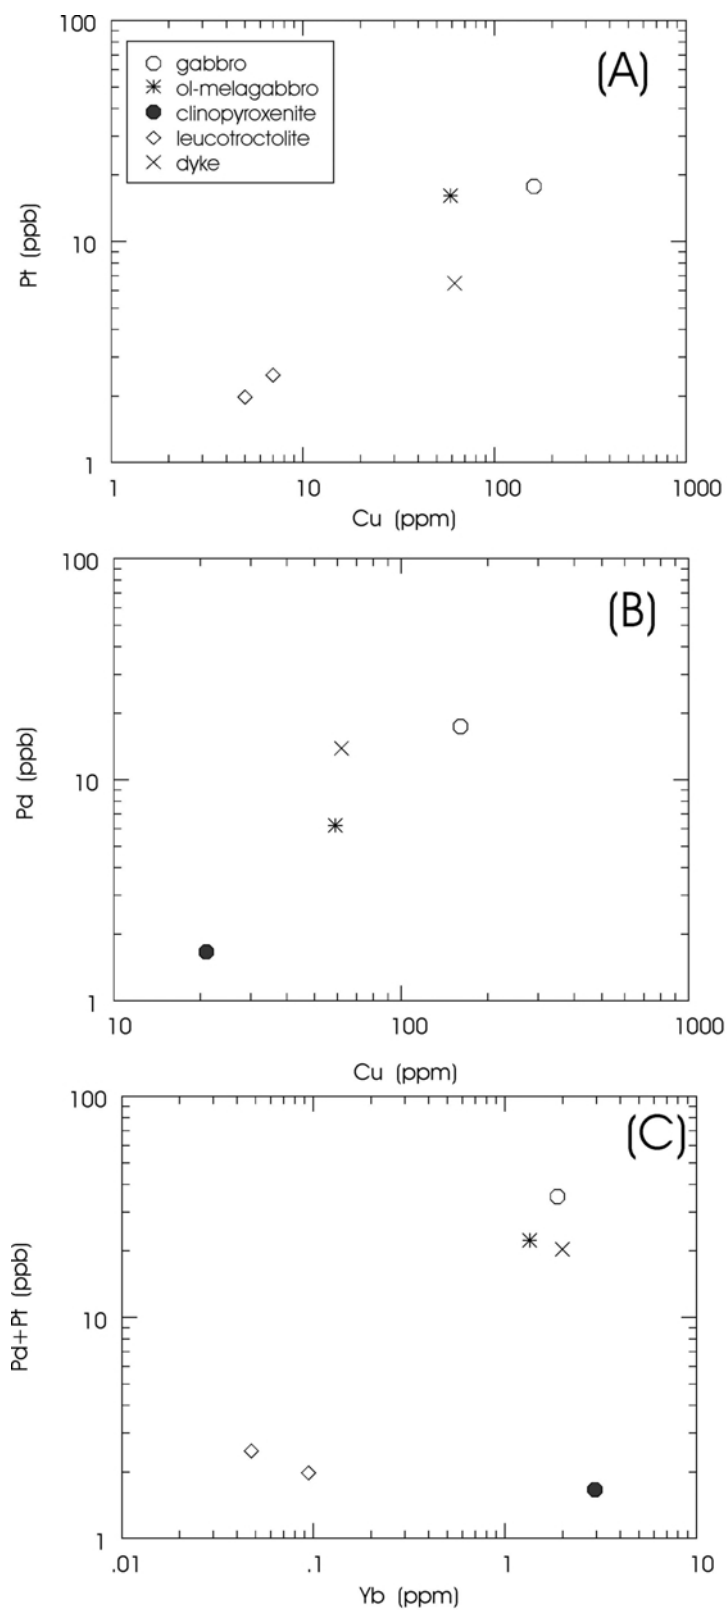 100
(A)
gabbro
ol-melagabbro
clinopyroxenite
leucotroctolite
dyke
Pt (ppb)
10
1
1 10 100 1000
Cu (ppm)
100
(B)
Pd (ppb)
10
1
10 100 1000
Cu (ppm)
100
(C)
Pd+Pt (ppb)
10
1
.01 .1 1 10
Yb (ppm)